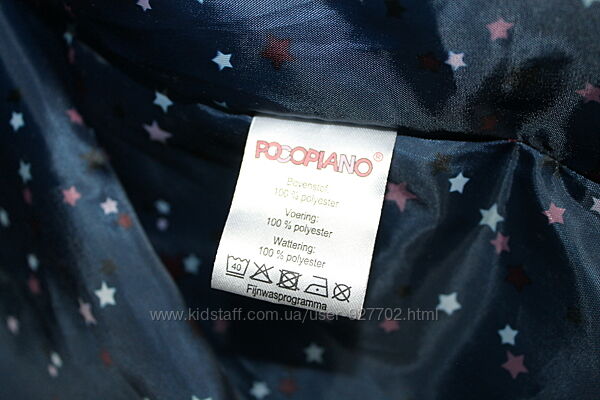 POCOPIANO®
Bovenstof:
100 % polyester
Voering:
100 % polyester
Wattering:
100 % polyester
40
Fijnwasprogramma
www.kidstaff.com.ua/user-927702.html